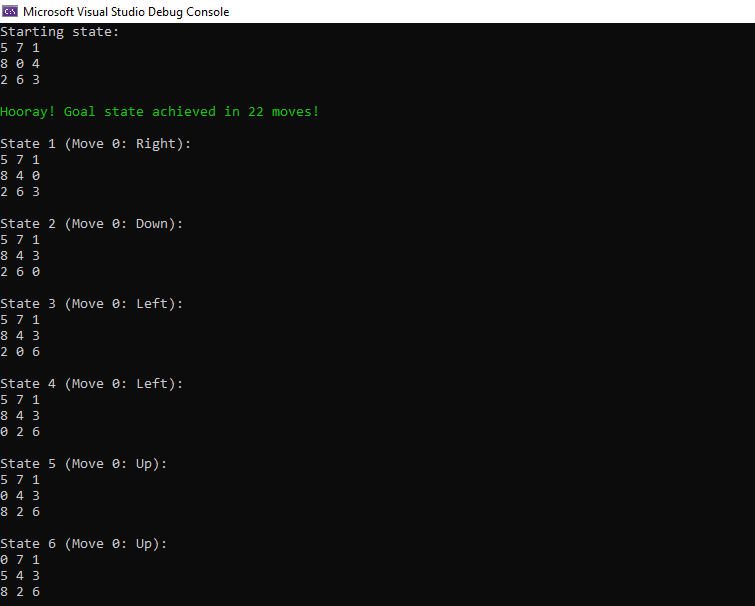 Microsoft Visual Studio Debug Console
Starting state:
5 7 1
8 0 4
2 6 3
Hooray! Goal state achieved in 22 moves!
State 1 (Move 0: Right):
5 7 1
8 4 0
2 6 3
State 2 (Move 0: Down):
5 7 1
8 4 3
2 6 0
State 3 (Move 0: Left):
5 7 1
8 4 3
2 0 6
State 4 (Move 0: Left):
5 7 1
8 4 3
0 2 6
State 5 (Move 0: Up):
5 7 1
0 4 3
8 2 6
State 6 (Move 0: Up):
0 7 1
5 4 3
8 2 6